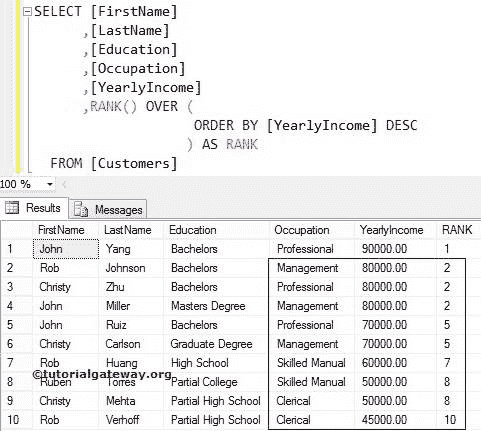 SELECT [FirstName]
,[LastName]
,[Education]
,[Occupation]
,[YearlyIncome]
,RANK() OVER (
ORDER BY [YearlyIncome] DESC
) AS RANK
FROM [Customers]
100 %
Results Messages
FirstName LastName Education Occupation YearlyIncome RANK
1 John Yang Bachelors Professional 90000.00 1
2 Rob Johnson Bachelors Management 80000.00 2
3 Christy Zhu Bachelors Professional 80000.00 2
4 John Miller Masters Degree Management 80000.00 2
5 John Ruiz Bachelors Professional 70000.00 5
6 Christy Carlson Graduate Degree Management 70000.00 5
7 Rob Huang High School Skilled Manual 60000.00 7
8 Ruben Torres Partial College Skilled Manual 50000.00 8
©tutorialgateway.org
9 Christy Mehta Partial High School Clerical 50000.00 8
10 Rob Verhoff Partial High School Clerical 45000.00 10